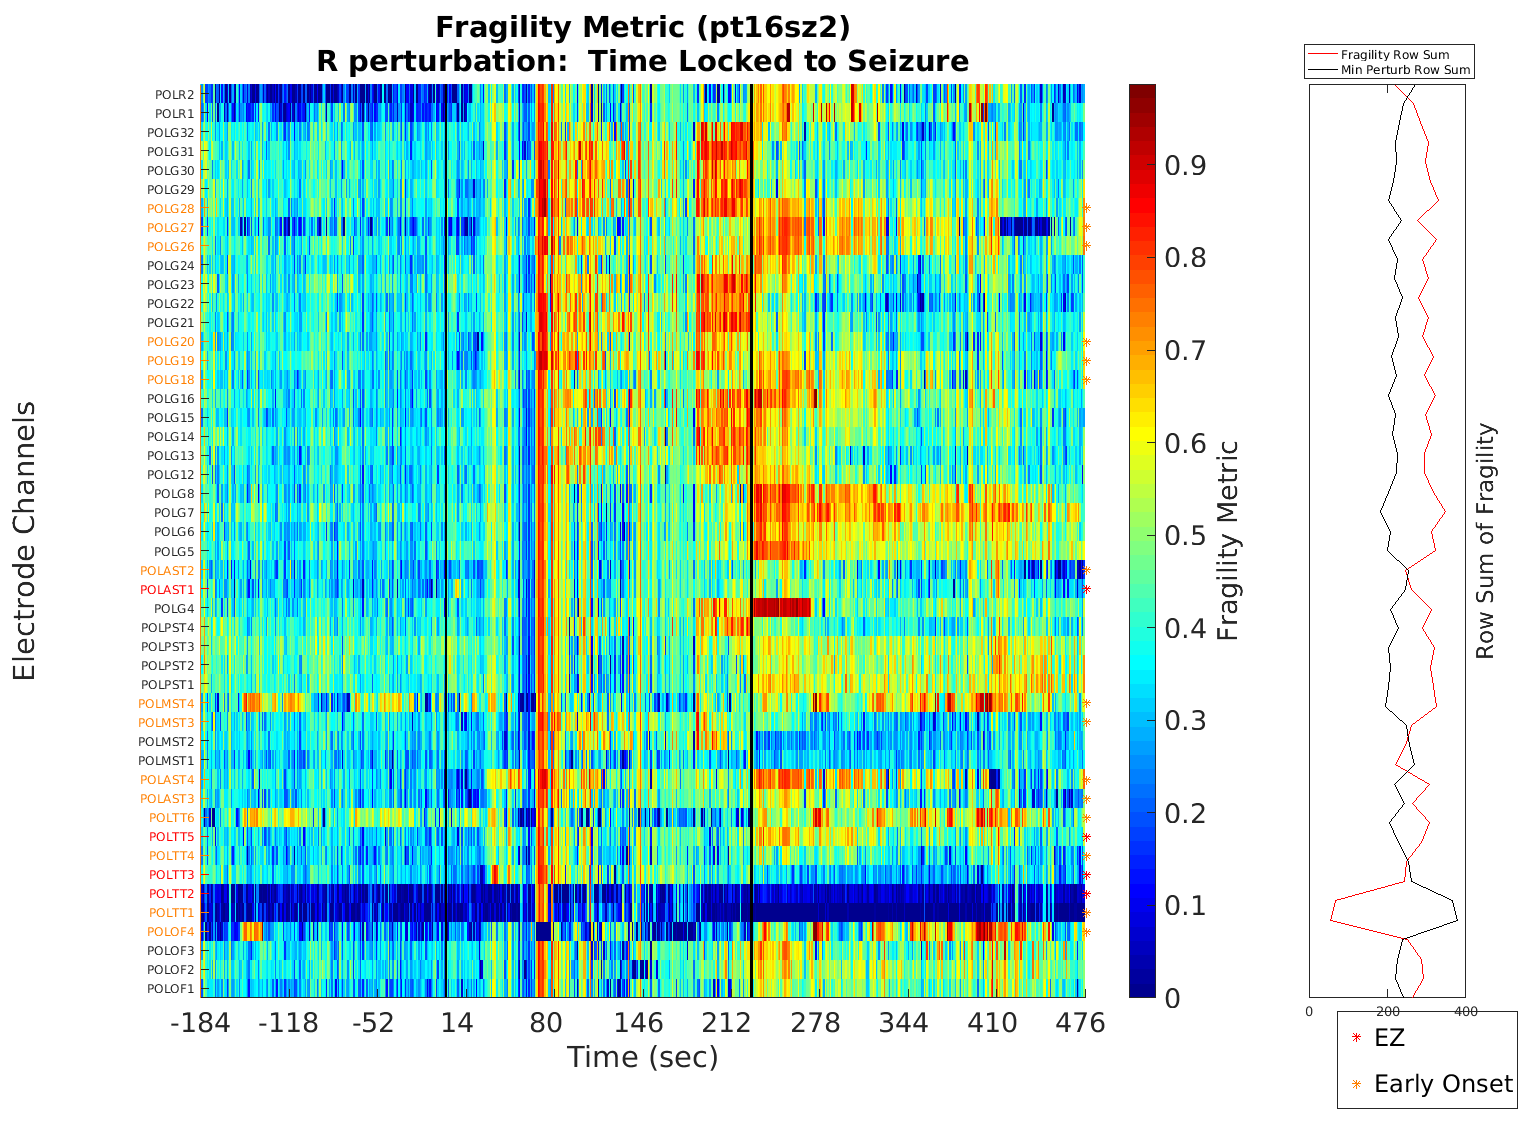 Fragility Metric (pt16sz2)
R perturbation:  Time Locked to Seizure
Fragility Row Sum
Min Perturb Row Sum
Electrode Channels
POLR2
POLR1
POLG32
POLG31
POLG30
POLG29
POLG28
POLG27
POLG26
POLG24
POLG23
POLG22
POLG21
POLG20
POLG19
POLG18
POLG16
POLG15
POLG14
POLG13
POLG12
POLG8
POLG7
POLG6
POLG5
POLAST2
POLAST1
POLG4
POLPST4
POLPST3
POLPST2
POLPST1
POLMST4
POLMST3
POLMST2
POLMST1
POLAST4
POLAST3
POLTT6
POLTT5
POLTT4
POLTT3
POLTT2
POLTT1
POLOF4
POLOF3
POLOF2
POLOF1
-184 -118 -52 14 80 146 212 278 344 410 476
Time (sec)
0.9
0.8
0.7
0.6
0.5
0.4
0.3
0.2
0.1
0
Fragility Metric
0 200 400
Row Sum of Fragility
EZ
Early Onset